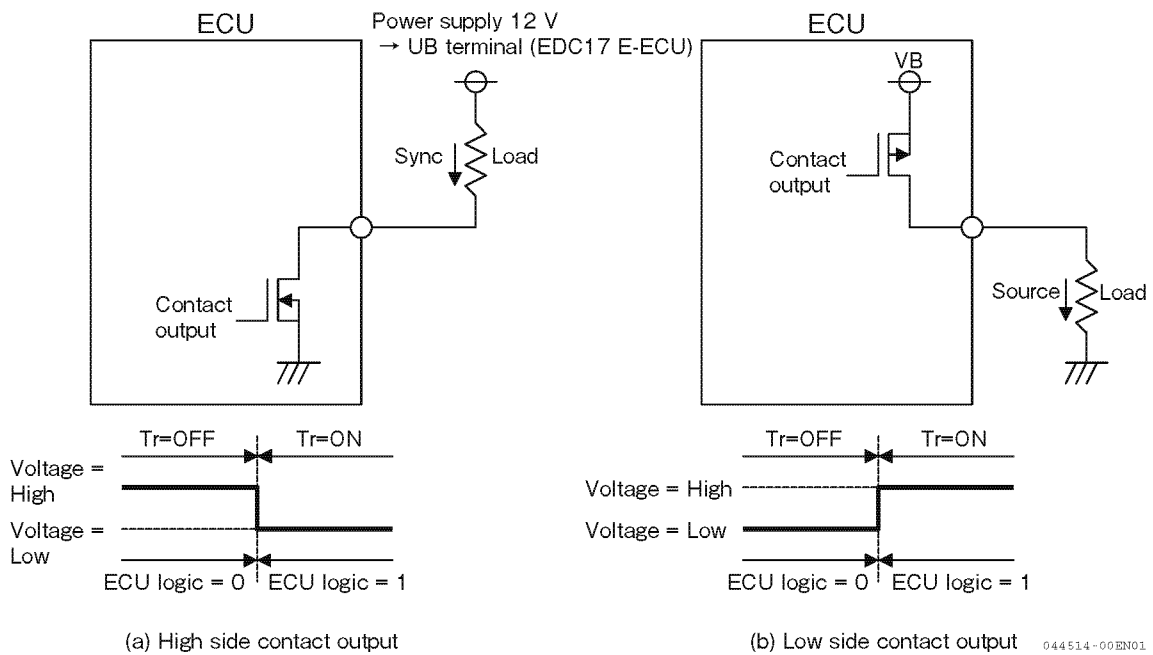 ECU
Power supply 12 V
→ UB terminal (EDC17 E-ECU)
Sync
Load
Contact
output
Tr=OFF
Tr=ON
Voltage =
High
Voltage =
Low
ECU logic = 0
ECU logic = 1
(a) High side contact output
ECU
VB
Contact
output
Source
Load
Tr=OFF
Tr=ON
Voltage = High
Voltage = Low
ECU logic = 0
ECU logic = 1
(b) Low side contact output
044514-00EN01